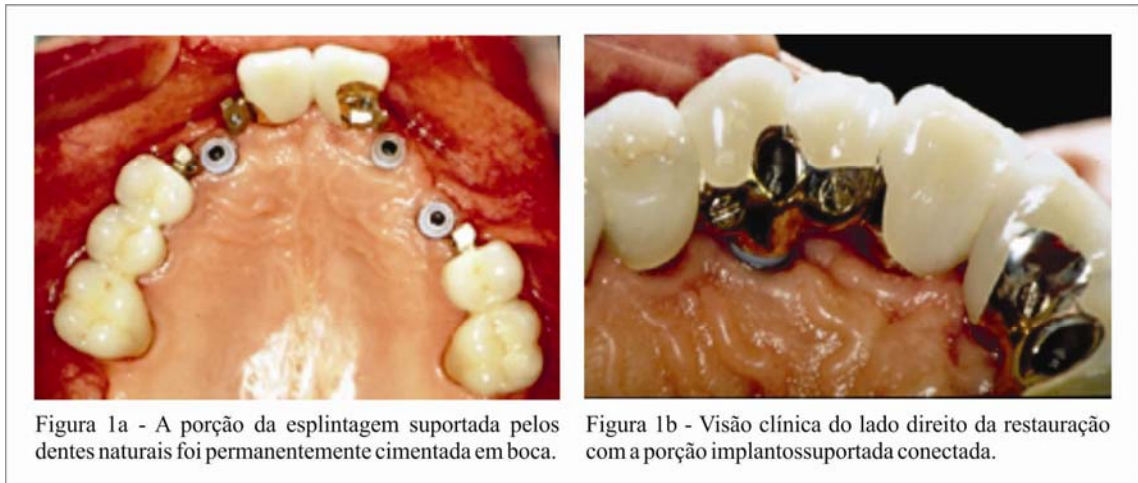 Figura 1a - A porção da esplintagem suportada pelos
dentes naturais foi permanentemente cimentada em boca.
Figura 1b - Visão clínica do lado direito da restauração
com a porção implantossuportada conectada.